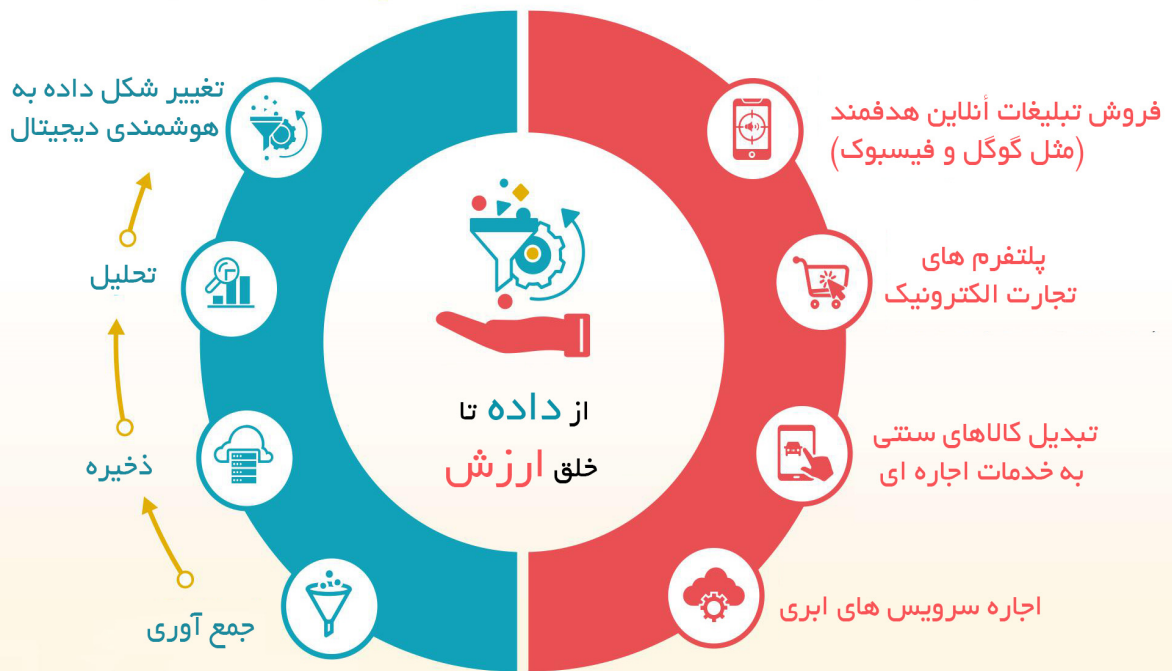 فروش تبلیغات أنلاین هدفمند
(مثل گوگل و فیسبوک)
پلتفرم های
تجارت الکترونیک
تبدیل کالاهای سنتی
به خدمات اجاره ای
اجاره سرویس های ابری
از داده تا
خلق ارزش
تغییر شکل داده به
هوشمندی دیجیتال
تحلیل
ذخیره
جمع آوری